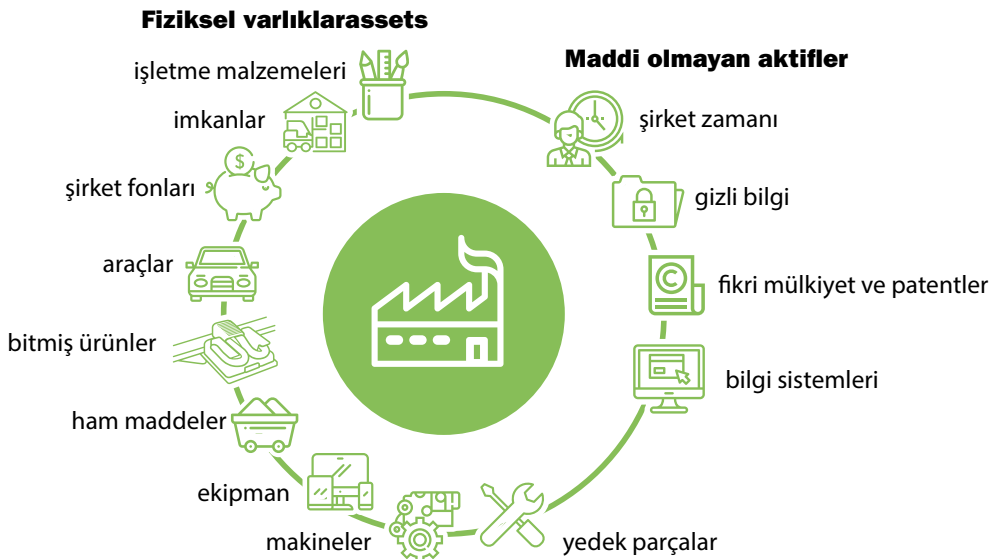 Fiziksel varlıklarassets
işletme malzemeleri
imkanlar
şirket fonları
araçlar
bitmiş ürünler
ham maddeler
ekipman
makineler
yedek parçalar
Maddi olmayan aktifler
şirket zamanı
gizli bilgi
fikri mülkiyet ve patentler
bilgi sistemleri